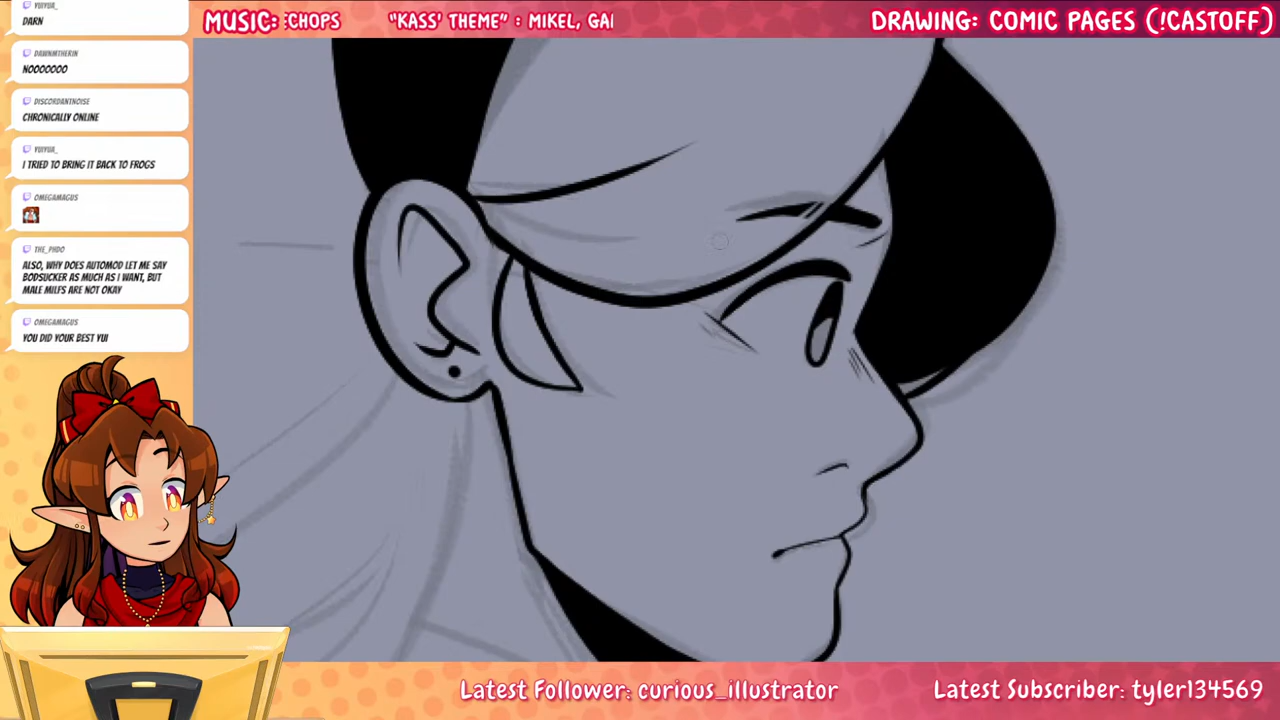 MUSIC: ECHOPS "KASS' THEME" : MIKEL, GAI
DRAWING: COMIC PAGES (!CASTOFF)
YUIYUA_
DARN
DAWNMTHERIN
NOOOOOOO
DISCORDANTNOISE
CHRONICALLY ONLINE
YUIYUA_
I TRIED TO BRING IT BACK TO FROGS
OMEGAMAGUS
THE_PHDO
ALSO, WHY DOES AUTOMOD LET ME SAY
BODSUCKER AS MUCH AS I WANT, BUT
MALE MILFS ARE NOT OKAY
OMEGAMAGUS
YOU DID YOUR BEST YUI
Latest Follower: curious_illustrator
Latest Subscriber: tyler134569